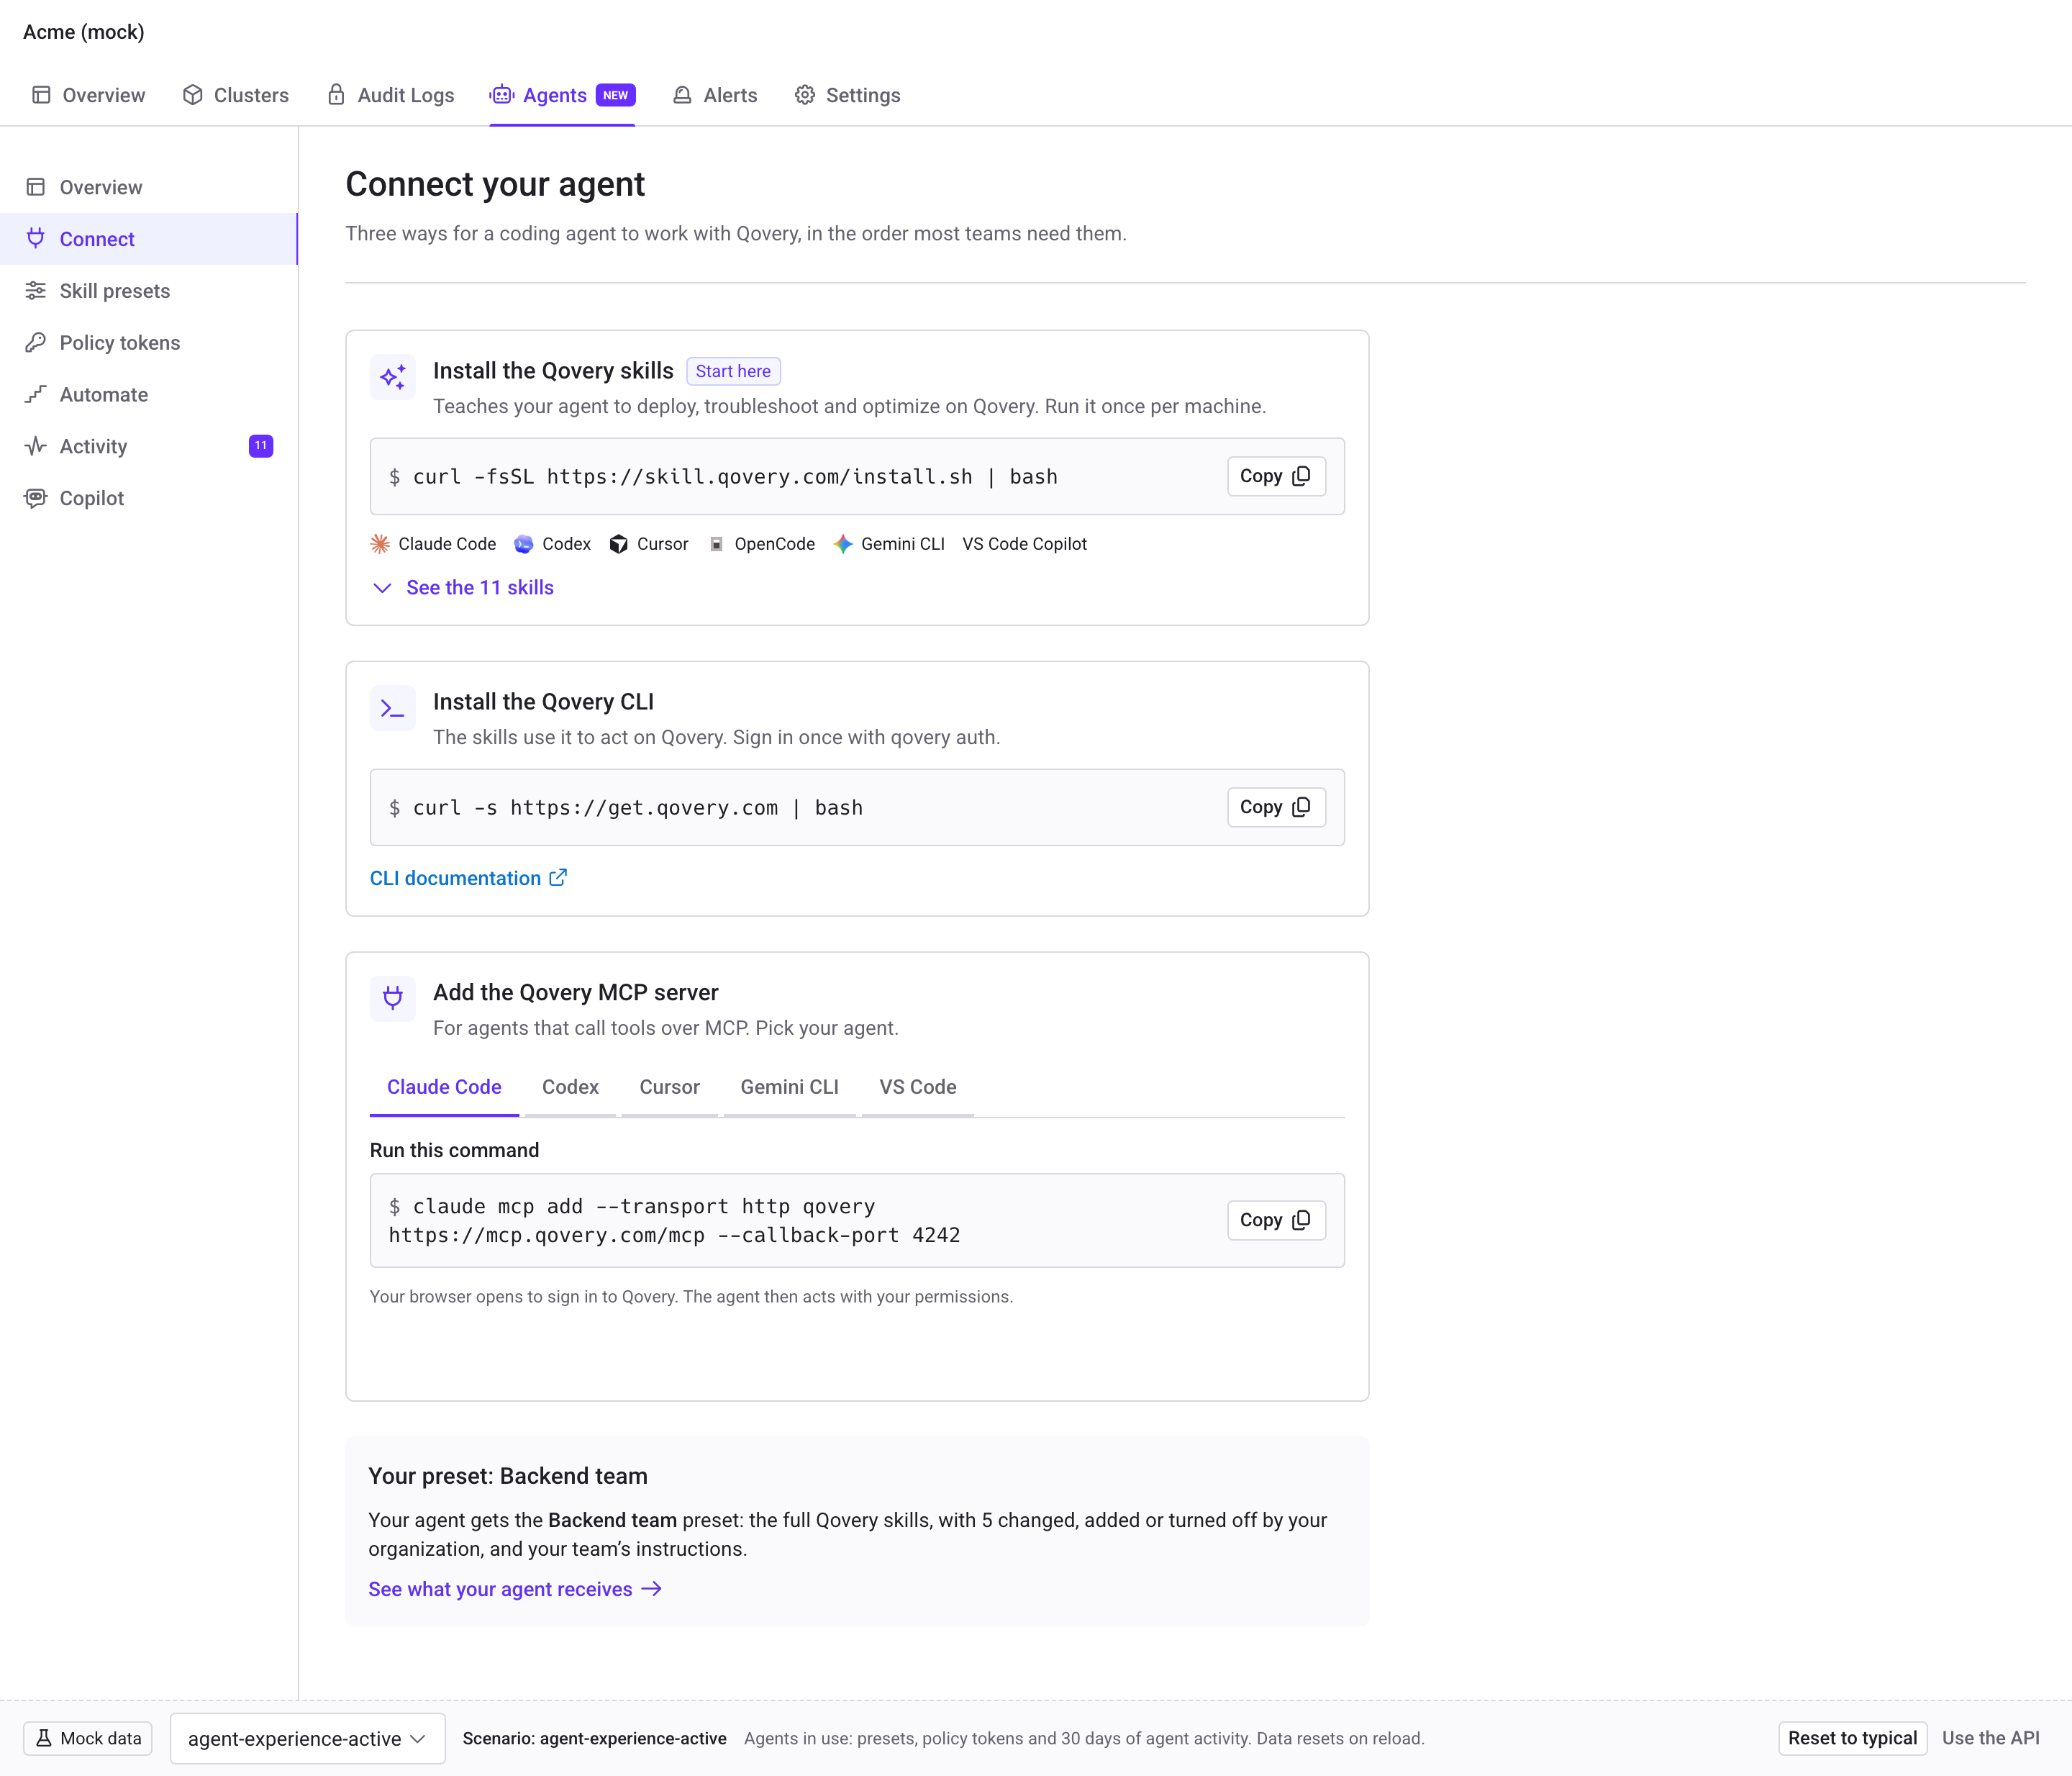 Acme (mock)
Overview
Clusters
Audit Logs
Agents NEW
Alerts
Settings
Overview
Connect
Skill presets
Policy tokens
Automate
Activity 11
Copilot
Connect your agent
Three ways for a coding agent to work with Qovery, in the order most teams need them.
Install the Qovery skills Start here
Teaches your agent to deploy, troubleshoot and optimize on Qovery. Run it once per machine.
$ curl -fsSL https://skill.qovery.com/install.sh | bash
Copy
Claude Code Codex Cursor OpenCode Gemini CLI VS Code Copilot
See the 11 skills
Install the Qovery CLI
The skills use it to act on Qovery. Sign in once with qovery auth.
$ curl -s https://get.qovery.com | bash
Copy
CLI documentation
Add the Qovery MCP server
For agents that call tools over MCP. Pick your agent.
Claude Code Codex Cursor Gemini CLI VS Code
Run this command
$ claude mcp add --transport http qovery
https://mcp.qovery.com/mcp --callback-port 4242
Copy
Your browser opens to sign in to Qovery. The agent then acts with your permissions.
Your preset: Backend team
Your agent gets the Backend team preset: the full Qovery skills, with 5 changed, added or turned off by your
organization, and your team’s instructions.
See what your agent receives
Mock data
agent-experience-active
Scenario: agent-experience-active
Agents in use: presets, policy tokens and 30 days of agent activity. Data resets on reload.
Reset to typical
Use the API